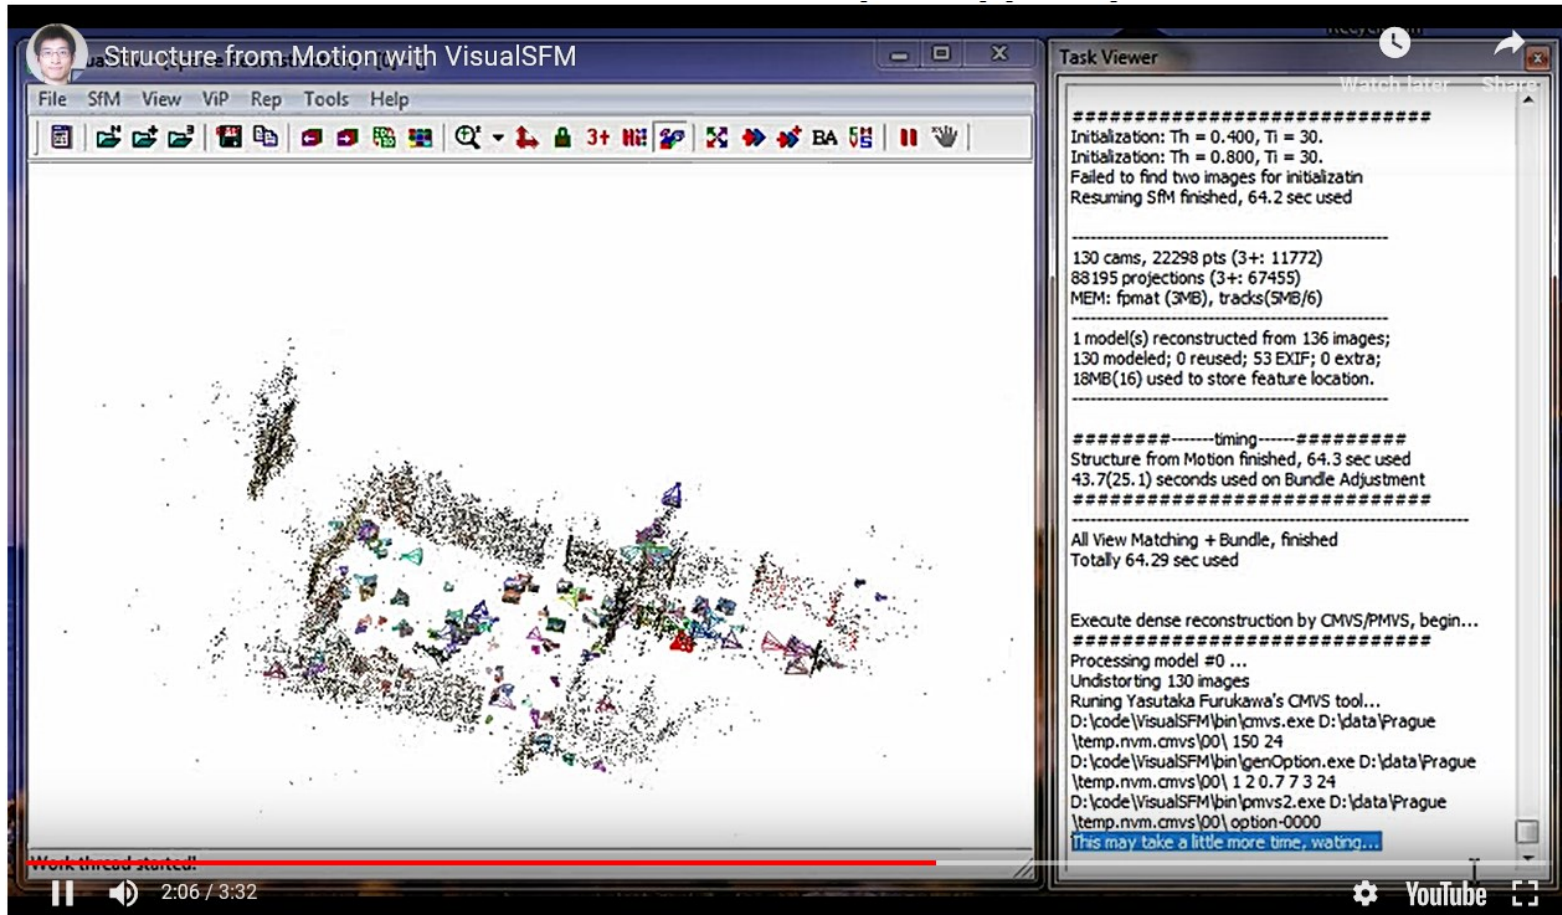 Structure from Motion with VisualSFM
Task Viewer
Watch later
Share
File SfM View ViP Rep Tools Help
3+
BA
##############################
Initialization: Th = 0.400, Ti = 30.
Initialization: Th = 0.800, Ti = 30.
Failed to find two images for initializatin
Resuming SfM finished, 64.2 sec used
----------------------------------------------------
130 cams, 22298 pts (3+: 11772)
88195 projections (3+: 67455)
MEM: fpmat (3MB), tracks(5MB/6)
----------------------------------------------------
1 model(s) reconstructed from 136 images;
130 modeled; 0 reused; 53 EXIF; 0 extra;
18MB(16) used to store feature location.
----------------------------------------------------
########-------timing------#########
Structure from Motion finished, 64.3 sec used
43.7(25.1) seconds used on Bundle Adjustment
##############################
----------------------------------------------------------------
All View Matching + Bundle, finished
Totally 64.29 sec used
Execute dense reconstruction by CMVS/PMVS, begin...
##############################
Processing model #0 ...
Undistorting 130 images
Runing Yasutaka Furukawa's CMVS tool...
D:\code\VisualSFM\bin\cmvs.exe D:\data\Prague
\temp.nvm.cmvs\00\ 150 24
D:\code\VisualSFM\bin\genOption.exe D:\data\Prague
\temp.nvm.cmvs\00\ 1 2 0.7 7 3 24
D:\code\VisualSFM\bin\pmvs2.exe D:\data\Prague
\temp.nvm.cmvs\00\ option-0000
This may take a little more time, wating...
Work thread started!
2:06 / 3:32
YouTube